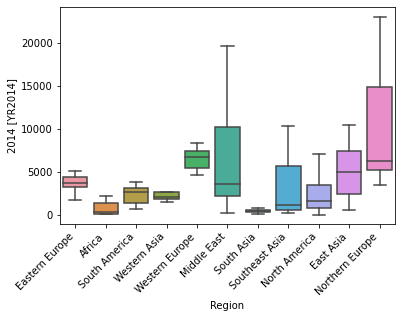 20000
15000
10000
5000
0
2014 [YR2014]
Eastern Europe
Africa
South America
Western Asia
Western Europe
Middle East
South Asia
Southeast Asia
North America
East Asia
Northern Europe
Region